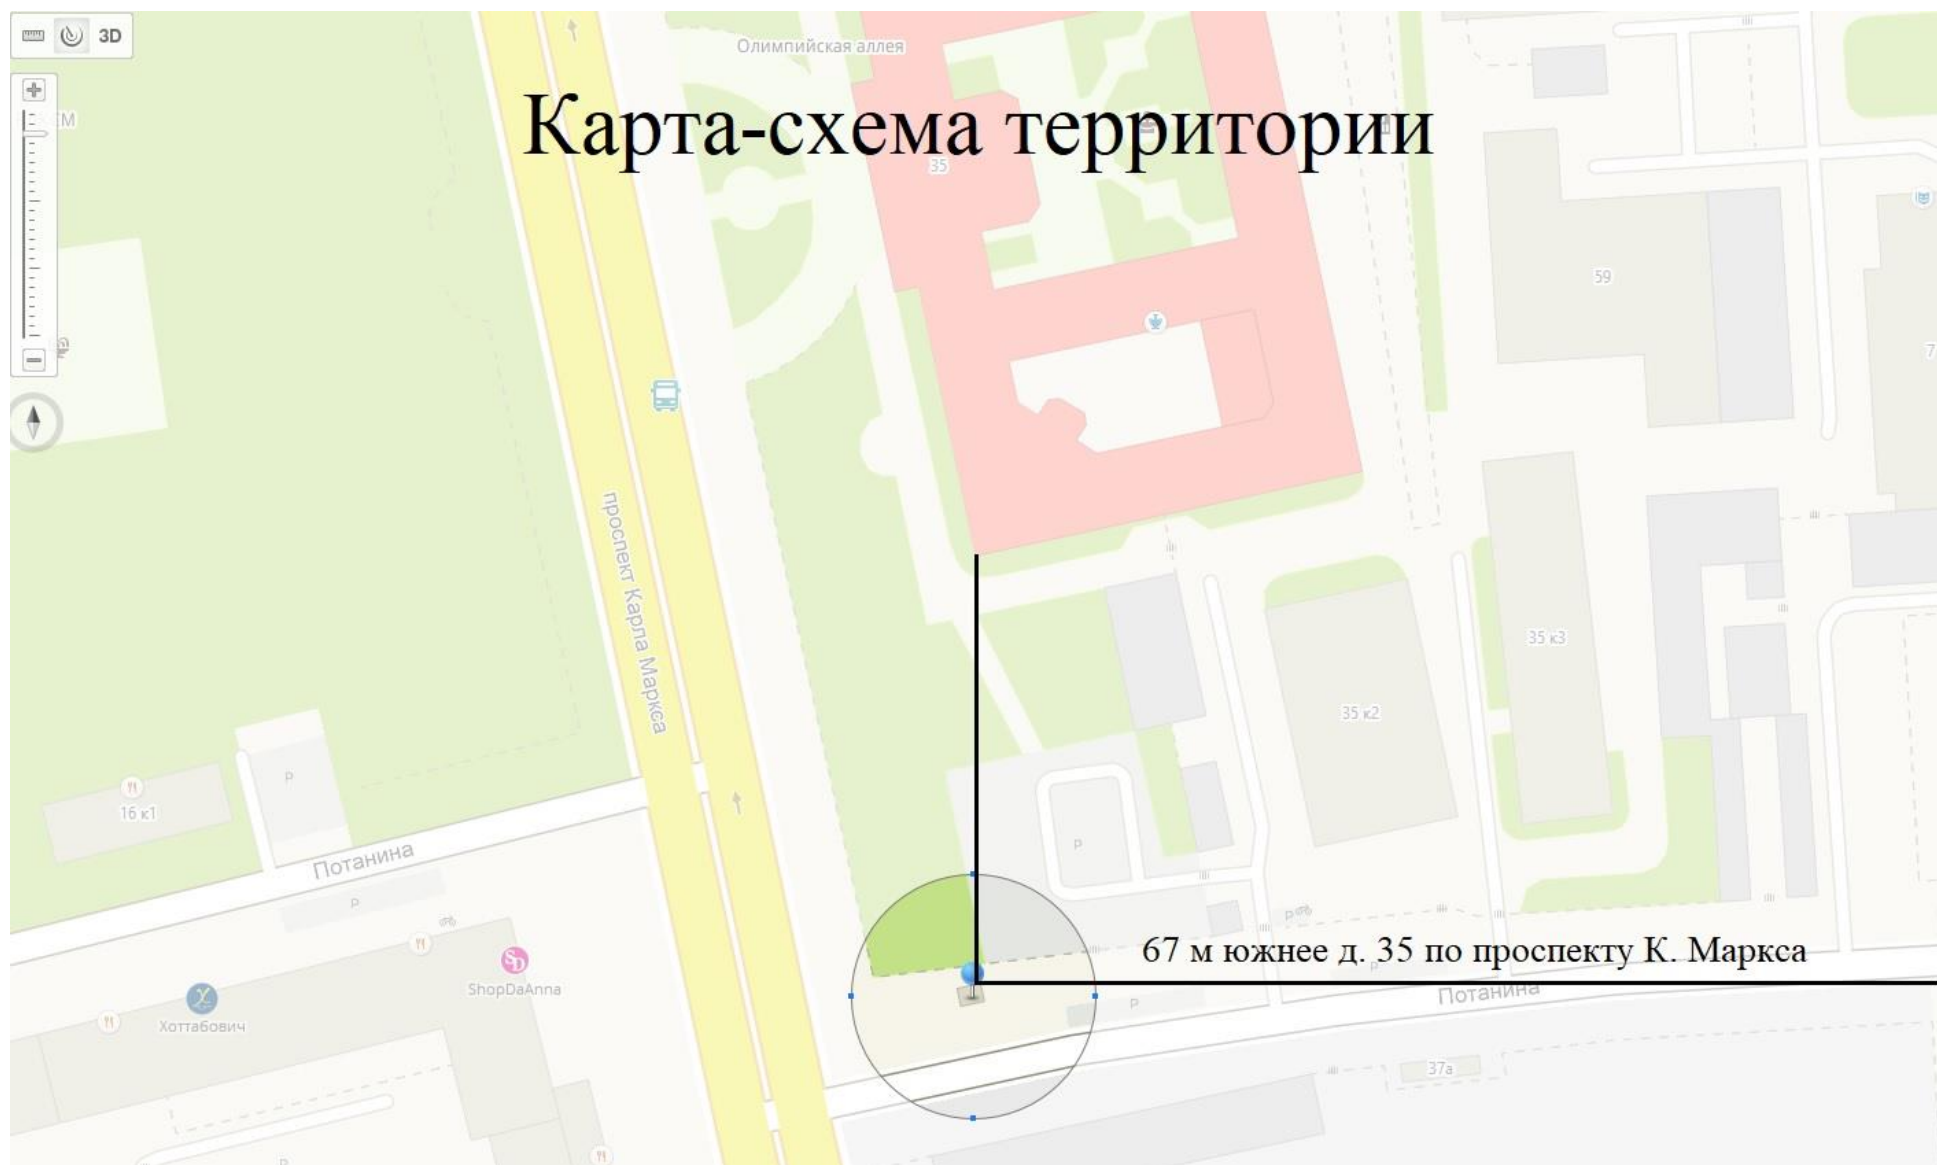 3D
Олимпийская аллея
Карта-схема территории
35
59
7
проспект Карла Маркса
35 к3
35 к2
16 к1
P
P
Потанина
P
P
67 м южнее д. 35 по проспекту К. Маркса
P
ShopDaAnna
P
Потанина
Хоттабович
37а
P